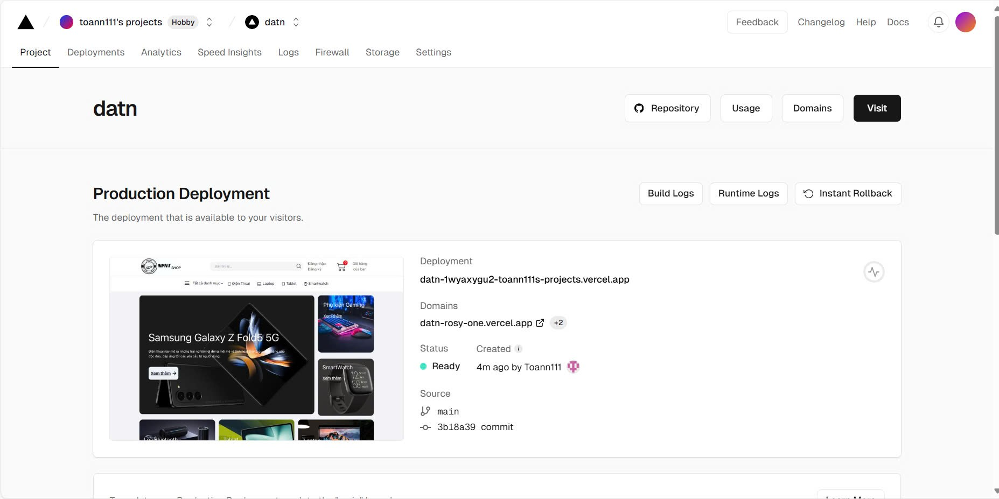 toann111's projects Hobby datn Feedback Changelog Help Docs
Project Deployments Analytics Speed Insights Logs Firewall Storage Settings
datn
Repository Usage Domains Visit
Production Deployment
Build Logs Runtime Logs Instant Rollback
The deployment that is available to your visitors.
NPNT SHOP
Bạn tìm gì...
Đăng nhập
Đăng ký
0
Giỏ hàng
của bạn
Tất cả danh mục Điện Thoại Laptop Tablet Smartwatch
Samsung Galaxy Z Fold5 5G
Xem thêm
Phụ kiện Gaming
Xem thêm
SmartWatch
Xem thêm
Loa Bluetooth
Tablet
Laptop
Deployment
datn-1wyaxygu2-toann111s-projects.vercel.app
Domains
datn-rosy-one.vercel.app +2
Status Created
Ready 4m ago by Toann111
Source
main
3b18a39 commit